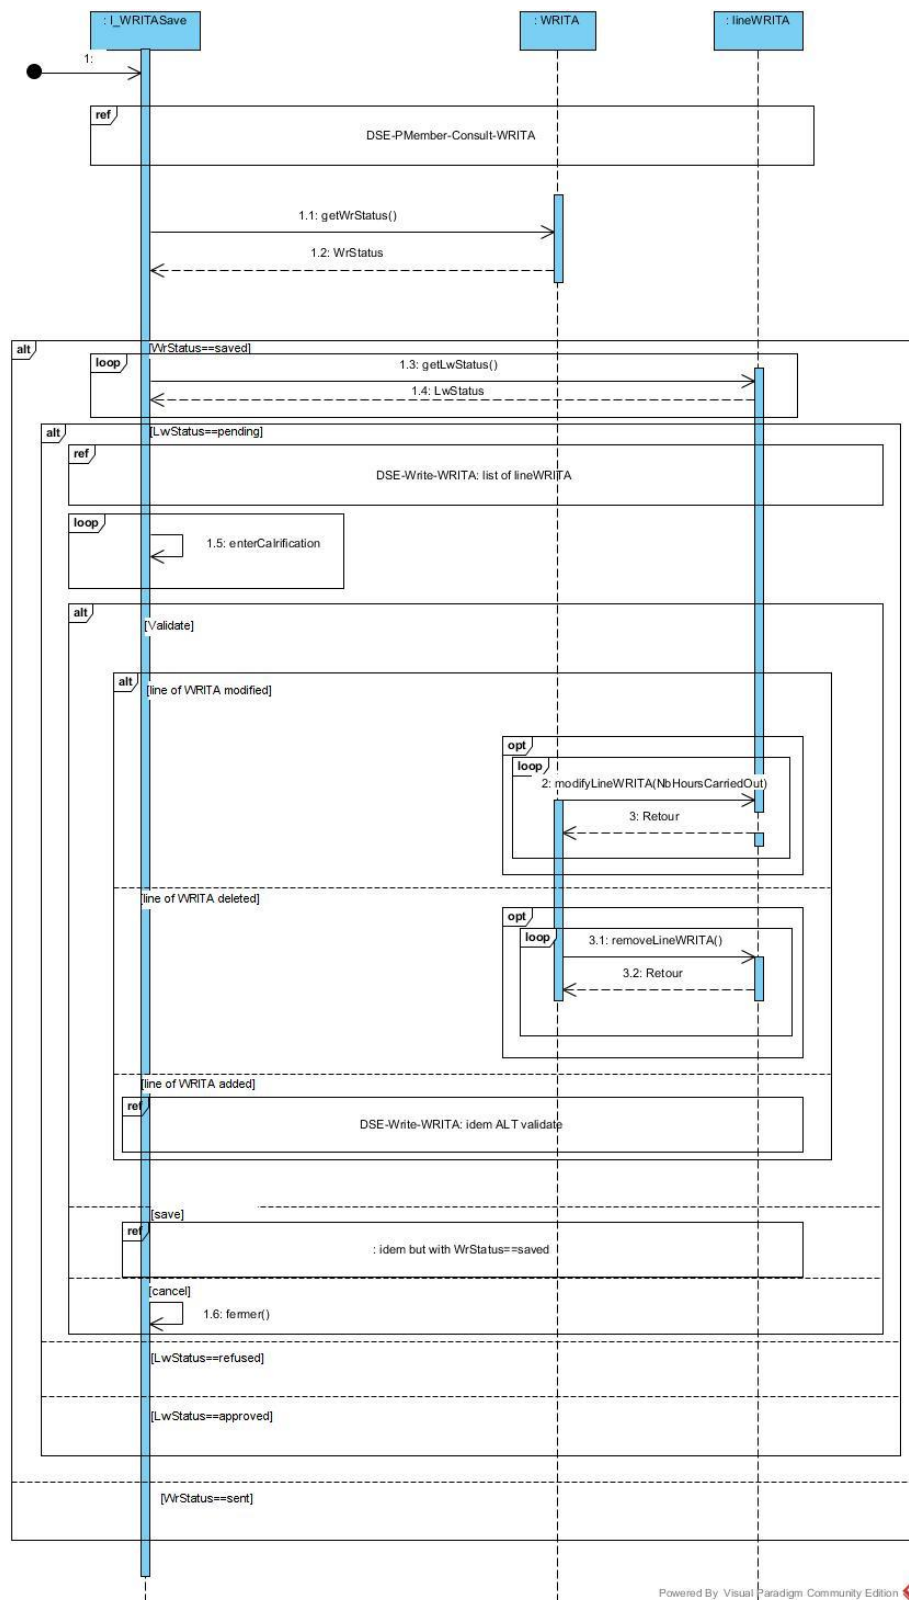 : I_WRITASave
: WRITA
: lineWRITA
1:
ref
DSE-PMember-Consult-WRITA
1.1: getWrStatus()
1.2: WrStatus
alt
[WrStatus==saved]
loop
1.3: getLwStatus()
1.4: LwStatus
alt
[LwStatus==pending]
ref
DSE-Write-WRITA: list of lineWRITA
loop
1.5: enterCalrification
alt
[Validate]
alt
[line of WRITA modified]
opt
loop
2: modifyLineWRITA(NbHoursCarriedOut)
3: Retour
[line of WRITA deleted]
opt
loop
3.1: removeLineWRITA()
3.2: Retour
[line of WRITA added]
ref
DSE-Write-WRITA: idem ALT validate
[save]
ref
: idem but with WrStatus==saved
[cancel]
1.6: fermer()
[LwStatus==refused]
[LwStatus==approved]
[WrStatus==sent]
Powered By Visual Paradigm Community Edition